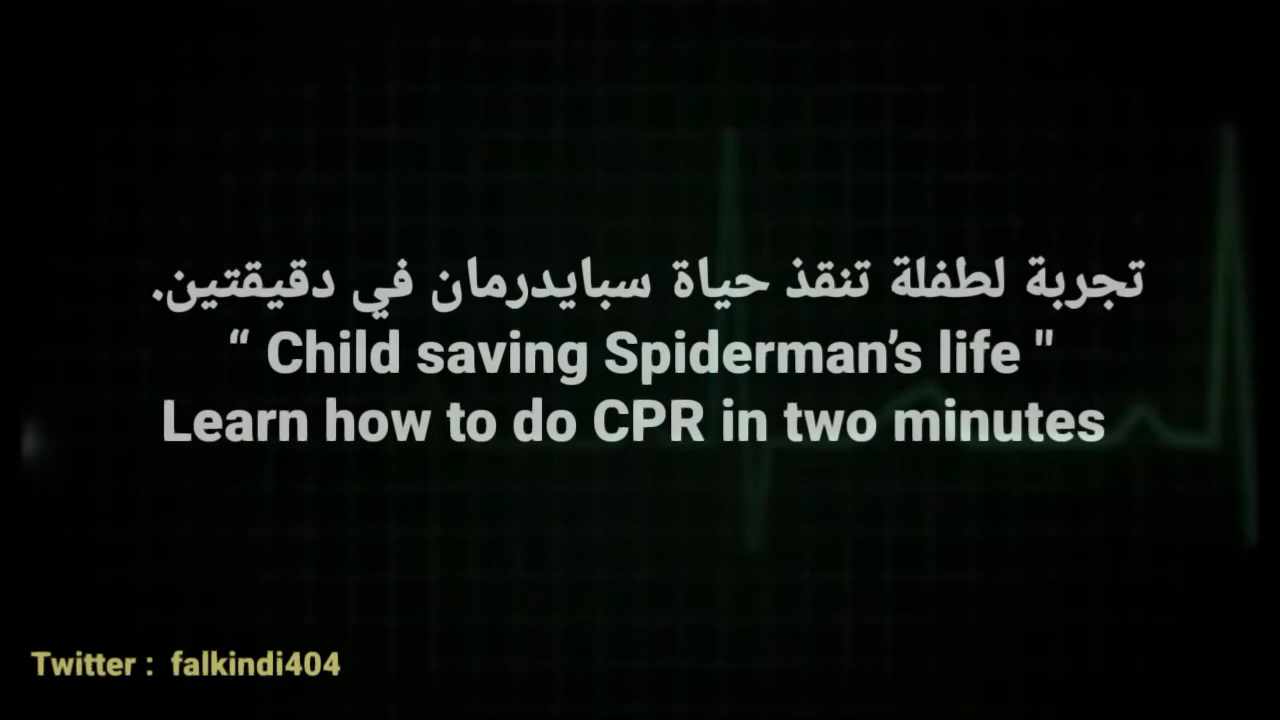 تجربة لطفلة تنقذ حياة سبايدرمان في دقيقتين.
“ Child saving Spiderman’s life "
Learn how to do CPR in two minutes
Twitter : falkindi404